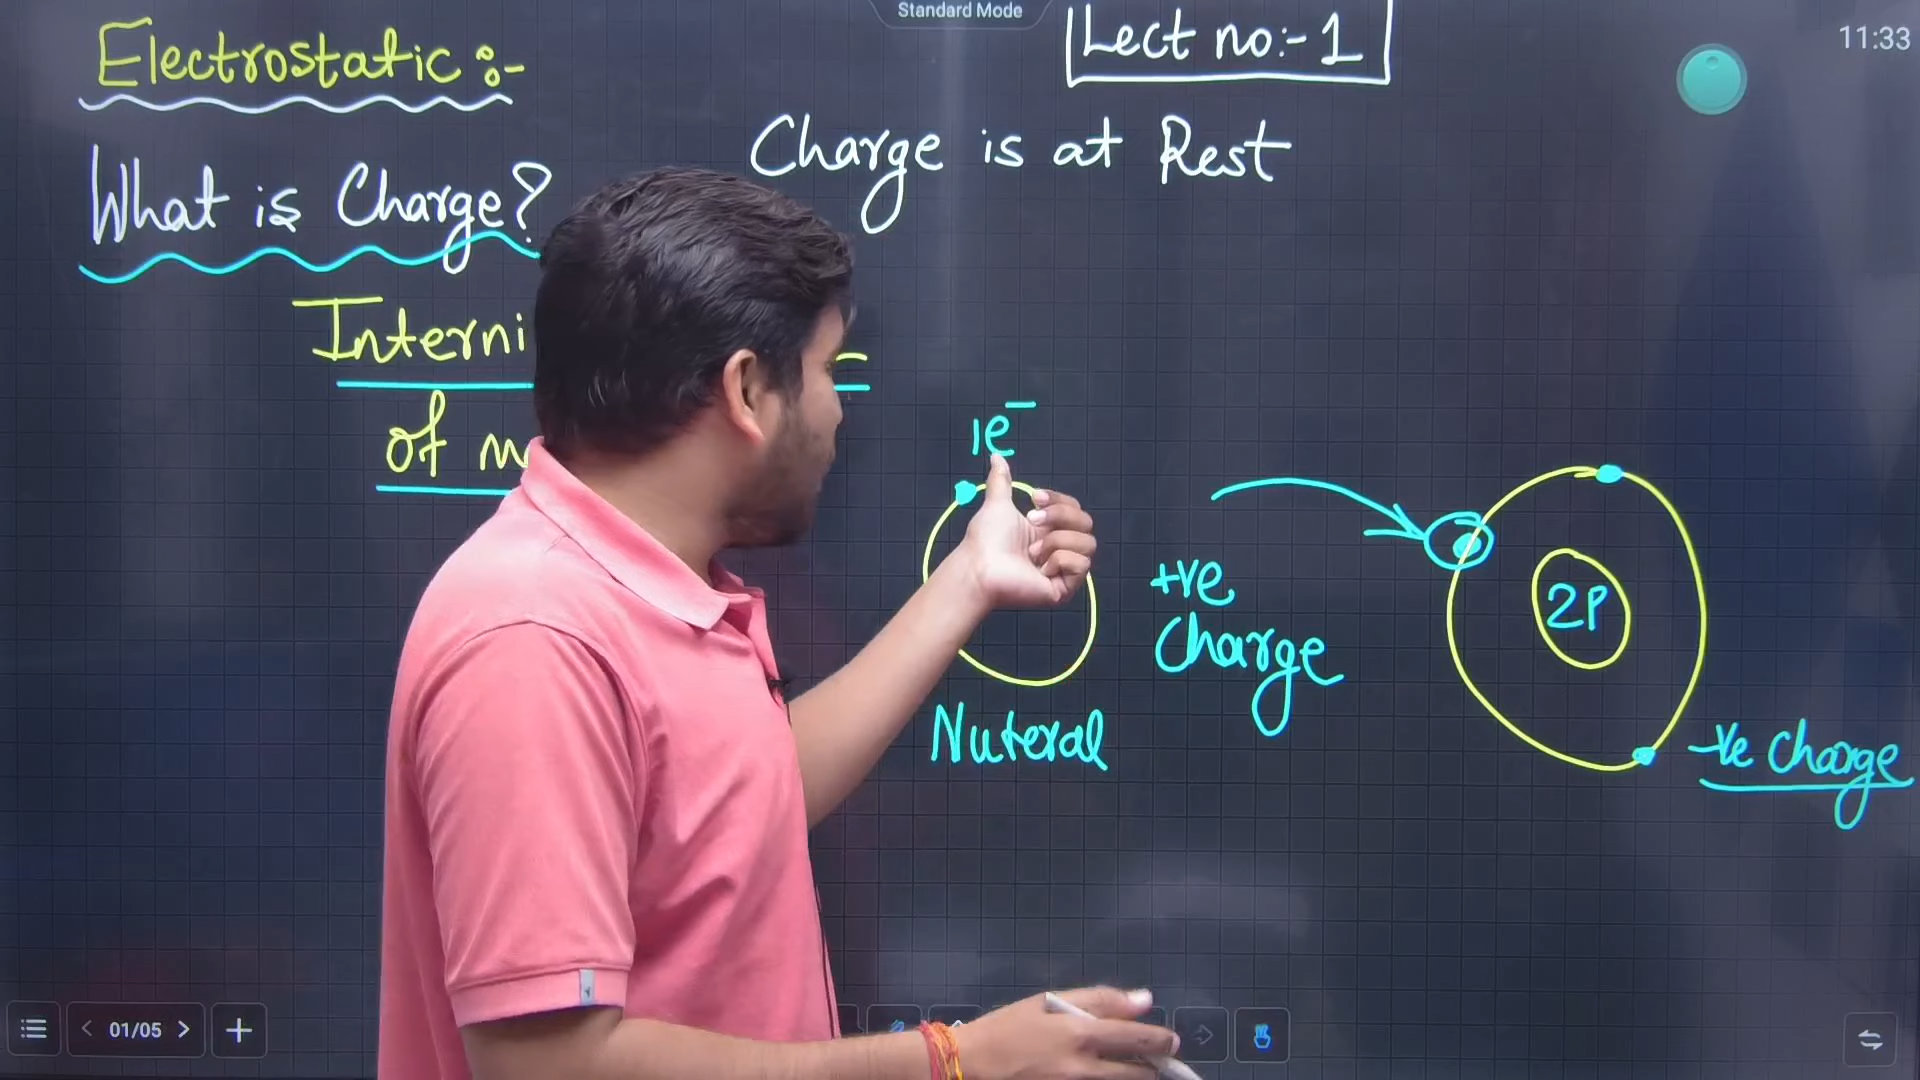 Standard Mode
11:33
Electrostatic :-
Lect no:- 1
Charge is at Rest
What is Charge?
Interni
of m
1e⁻
2P
+ve
Charge
Nuteral
-ve Charge
01/05